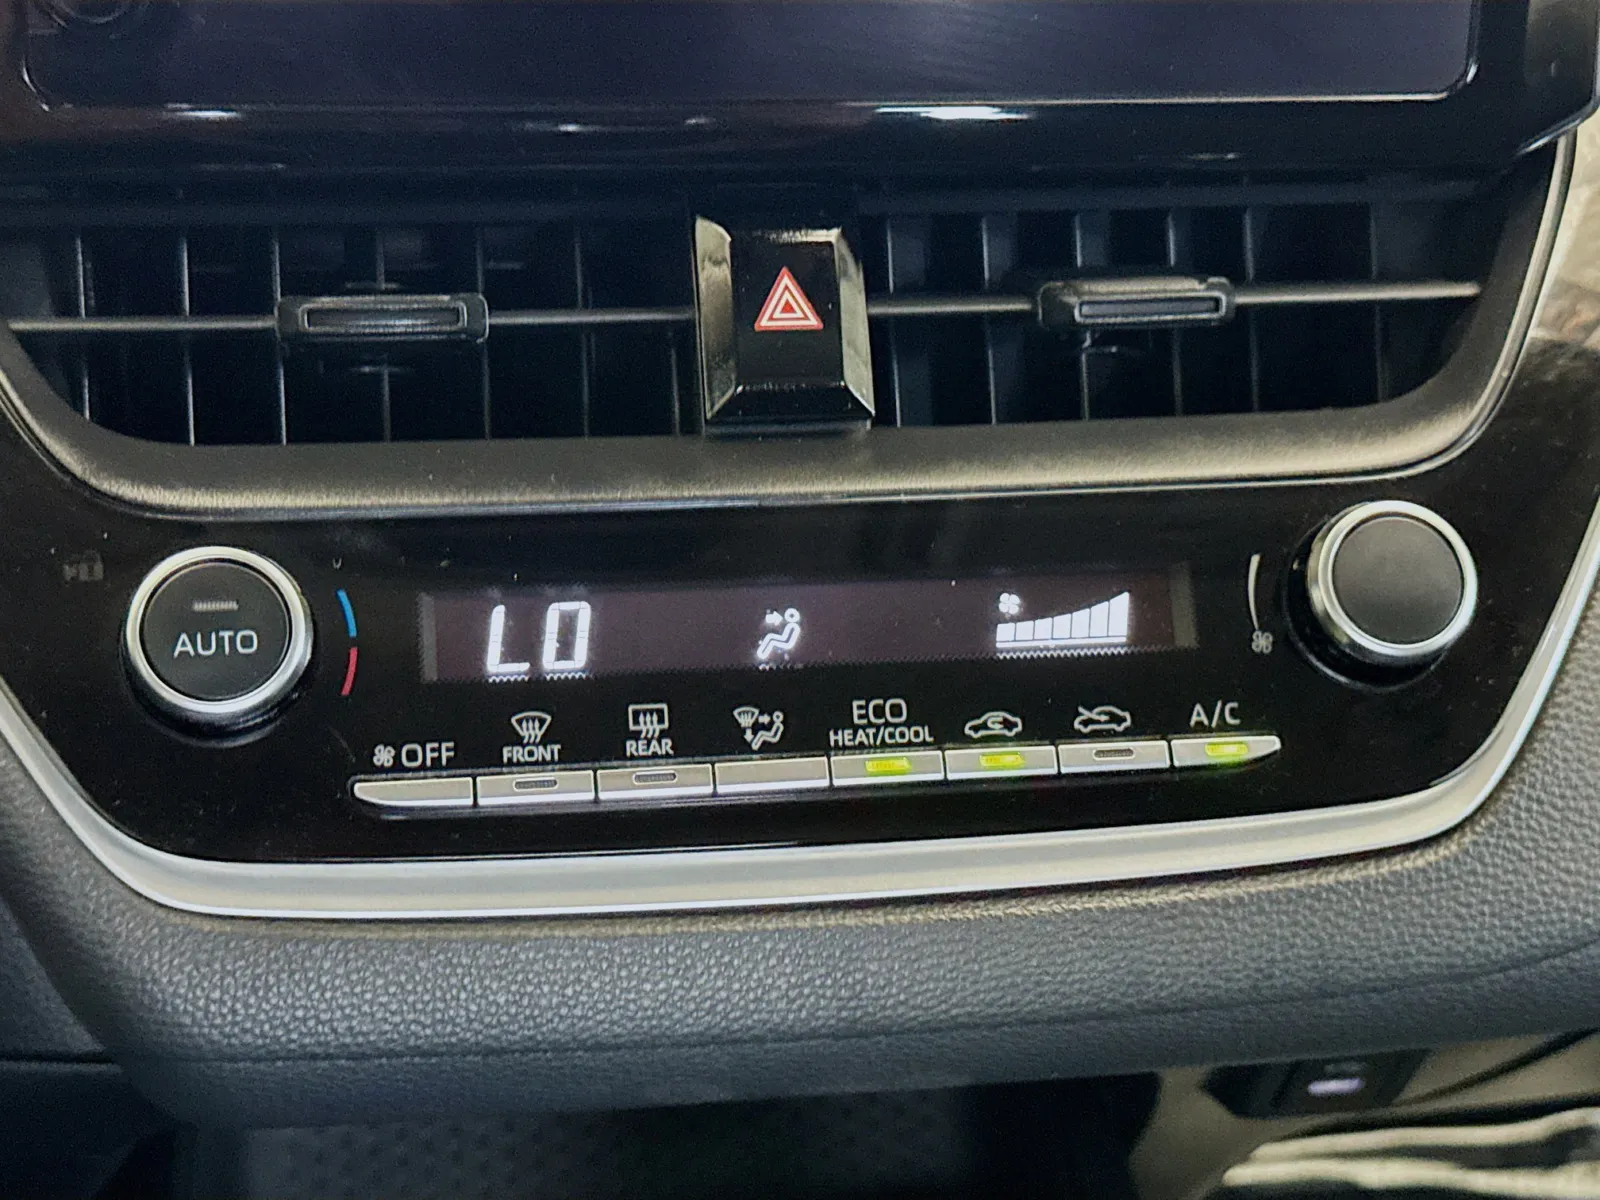 AUTO
LO
OFF
FRONT
REAR
ECO
HEAT/COOL
A/C